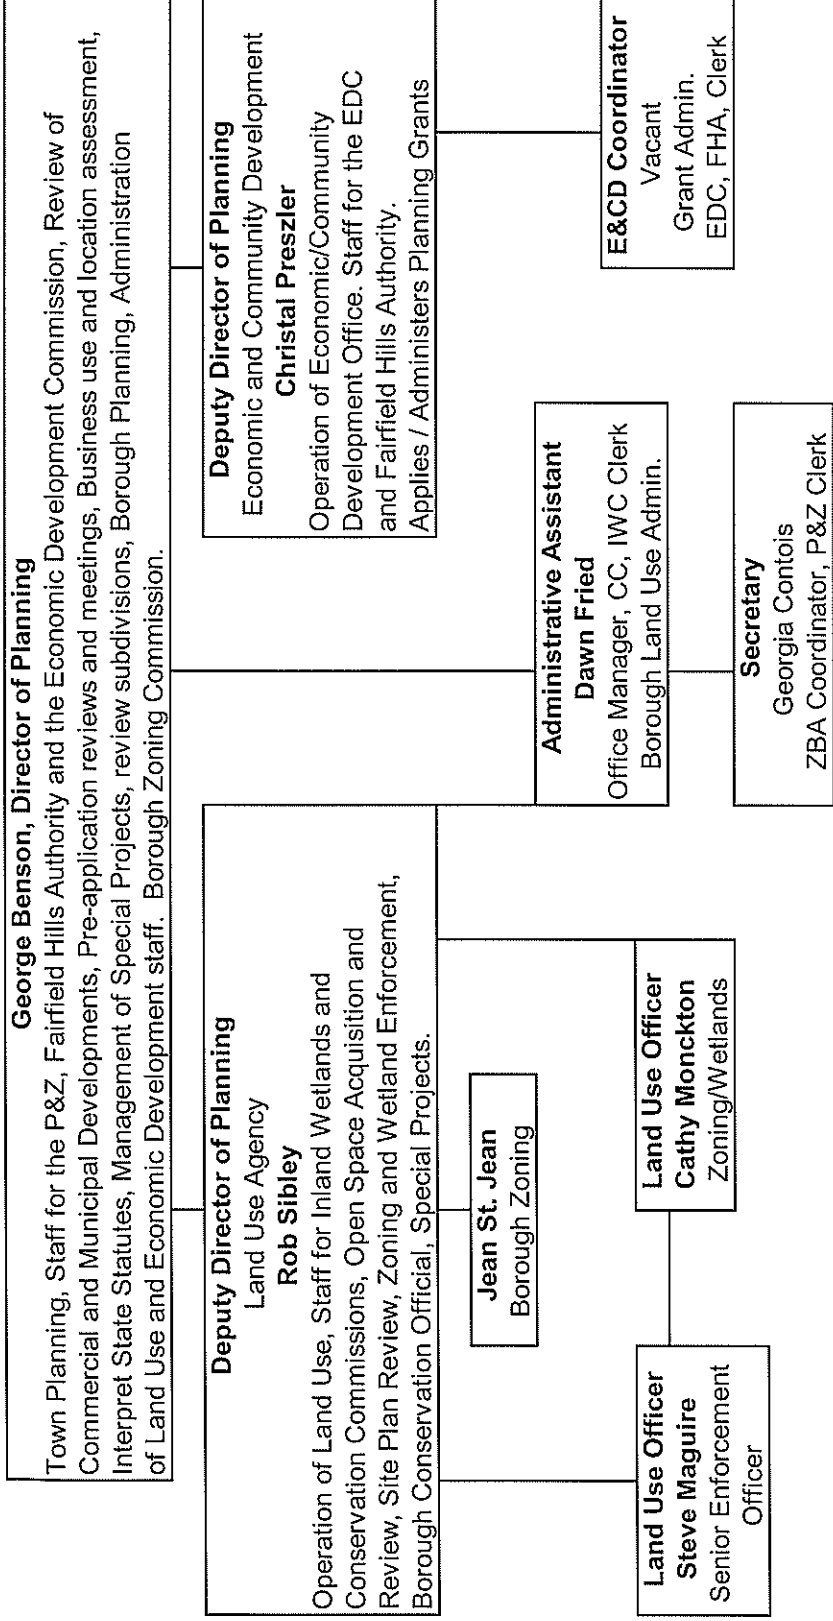 George Benson, Director of Planning
Town Planning, Staff for the P&Z, Fairfield Hills Authority and the Economic Development Commission, Review of
Commercial and Municipal Developments, Pre-application reviews and meetings, Business use and location assessment,
Interpret State Statutes, Management of Special Projects, review subdivisions, Borough Planning, Administration
of Land Use and Economic Development staff. Borough Zoning Commission.
Deputy Director of Planning
Land Use Agency
Rob Sibley
Operation of Land Use, Staff for Inland Wetlands and
Conservation Commissions, Open Space Acquisition and
Review, Site Plan Review, Zoning and Wetland Enforcement,
Borough Conservation Official, Special Projects.
Deputy Director of Planning
Economic and Community Development
Christal Preszler
Operation of Economic/Community
Development Office. Staff for the EDC
and Fairfield Hills Authority.
Applies / Administers Planning Grants
Jean St. Jean
Borough Zoning
Administrative Assistant
Dawn Fried
Office Manager, CC, IWC Clerk
Borough Land Use Admin.
E&CD Coordinator
Vacant
Grant Admin.
EDC, FHA, Clerk
Land Use Officer
Steve Maguire
Senior Enforcement
Officer
Land Use Officer
Cathy Monckton
Zoning/Wetlands
Secretary
Georgia Contois
ZBA Coordinator, P&Z Clerk